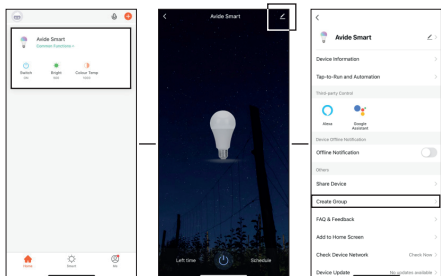 Avide Smart
Common Functions
Switch
Bright
Colour Temp
Home
Smart
Me
Avide Smart
Left time
Schedule
Avide Smart
Device Information
Tap-to-Run and Automation
Third-party Control
Alexa
Google
Assistant
Device Offline Notification
Offline Notification
Others
Share Device
Create Group
FAQ & Feedback
Add to Home Screen
Check Device Network
Check Now
Device Update
No updates available